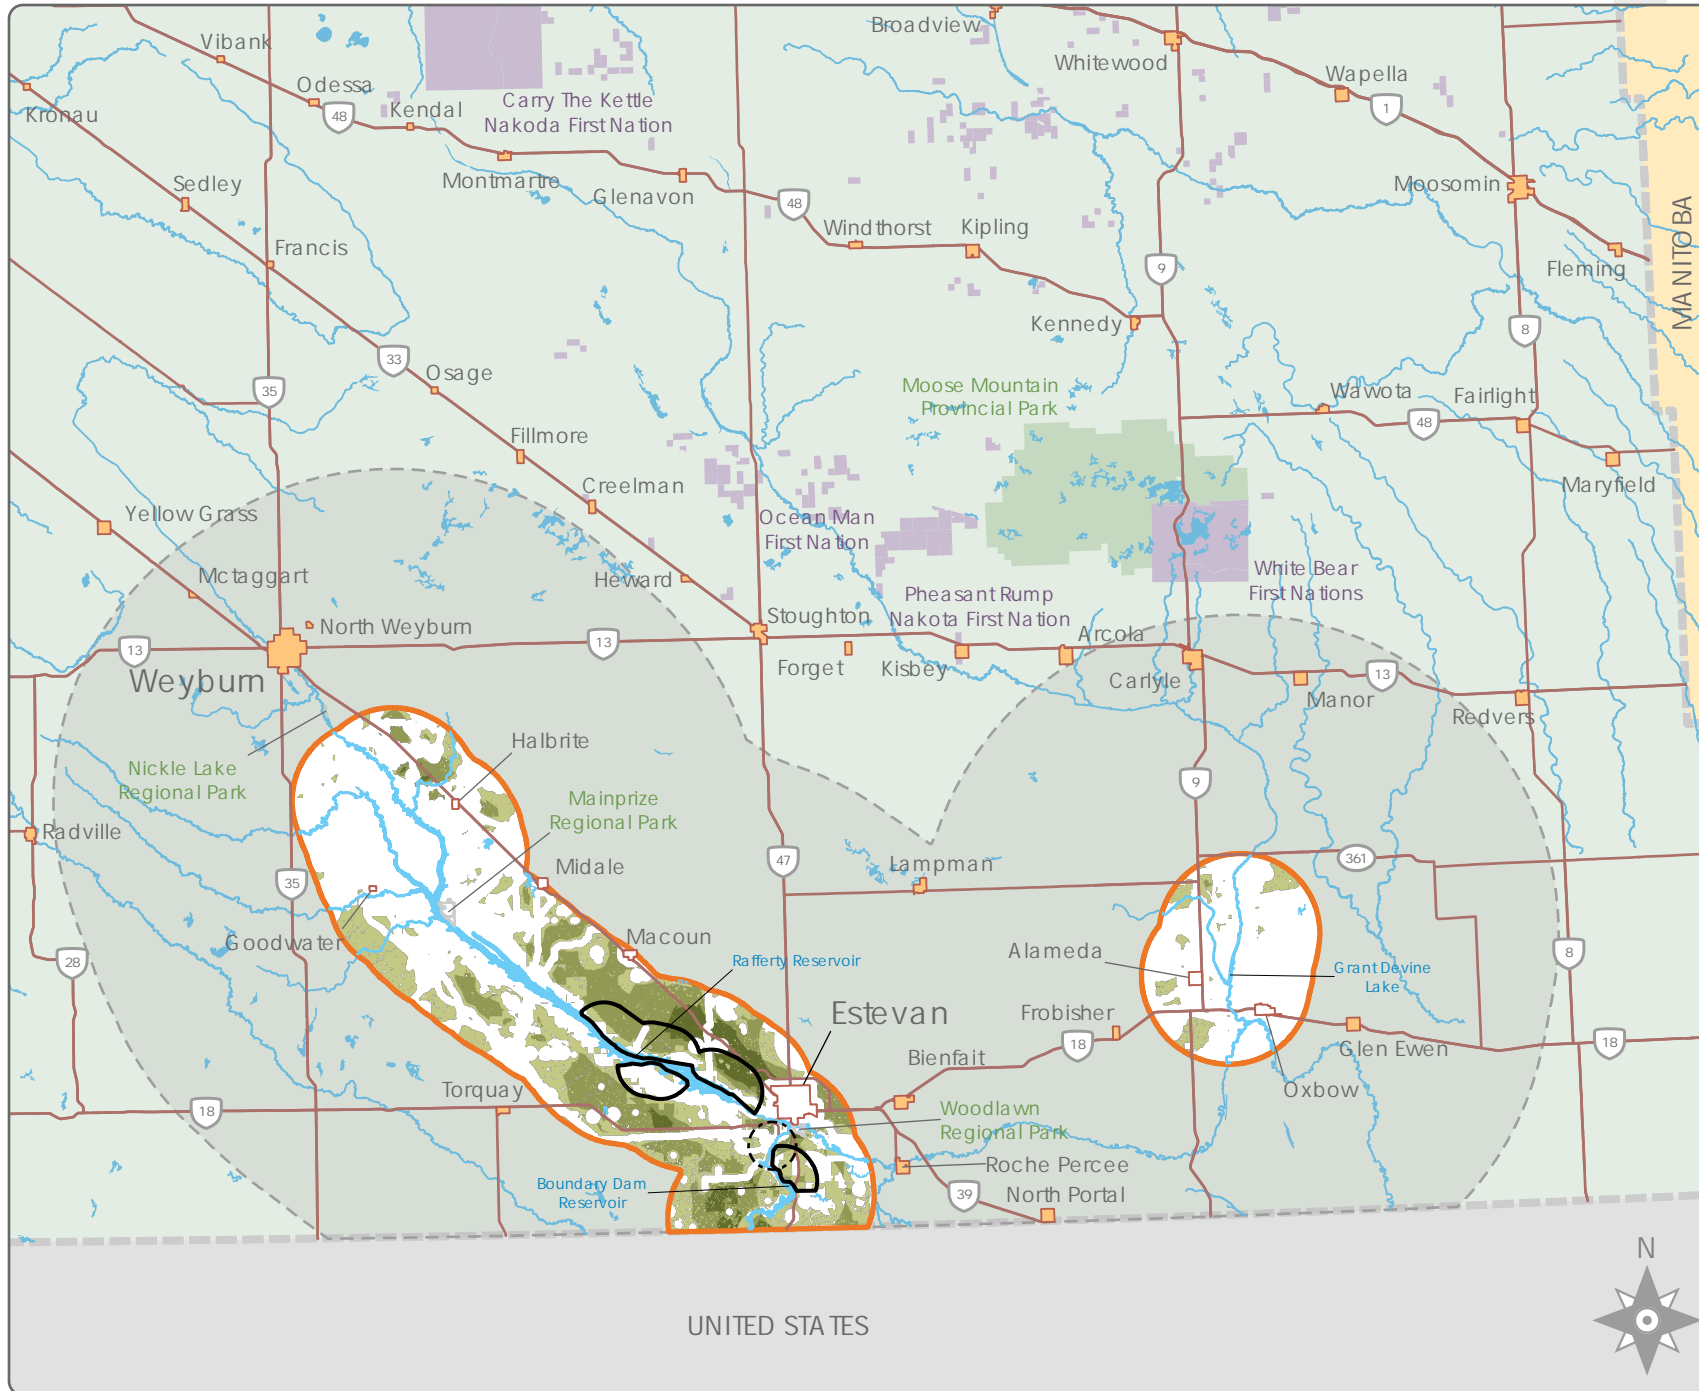 Broadview
Vibank
Whitewood
Wapella
Odessa
48
Kendal
Carry The Kettle
Nakoda First Nation
1
Kronau
Montmartre
Sedley
Glenavon
Moosomin
48
Windthorst
Kipling
MANITOBA
Francis
9
Fleming
Kennedy
8
33
Osage
35
Moose Mountain
Provincial Park
Wawota
Fairlight
48
Fillmore
Creelman
Maryfield
Yellow Grass
Ocean Man
First Nation
Mctaggart
Heward
White Bear
First Nations
Pheasant Rump
Nakota First Nation
Stoughton
North Weyburn
Arcola
13
13
Forget
Kisbey
Carlyle
13
Weyburn
Manor
Redvers
Halbrite
Nickle Lake
Regional Park
9
Mainprize
Regional Park
Radville
Midale
47
Lampman
361
35
Goodwater
Macoun
Alameda
8
28
Rafferty Reservoir
Grant Devine
Lake
Estevan
Frobisher
18
18
Bienfait
Glen Ewen
Torquay
Oxbow
18
Woodlawn
Regional Park
Roche Percee
Boundary Dam
Reservoir
39
North Portal
N
UNITED STATES